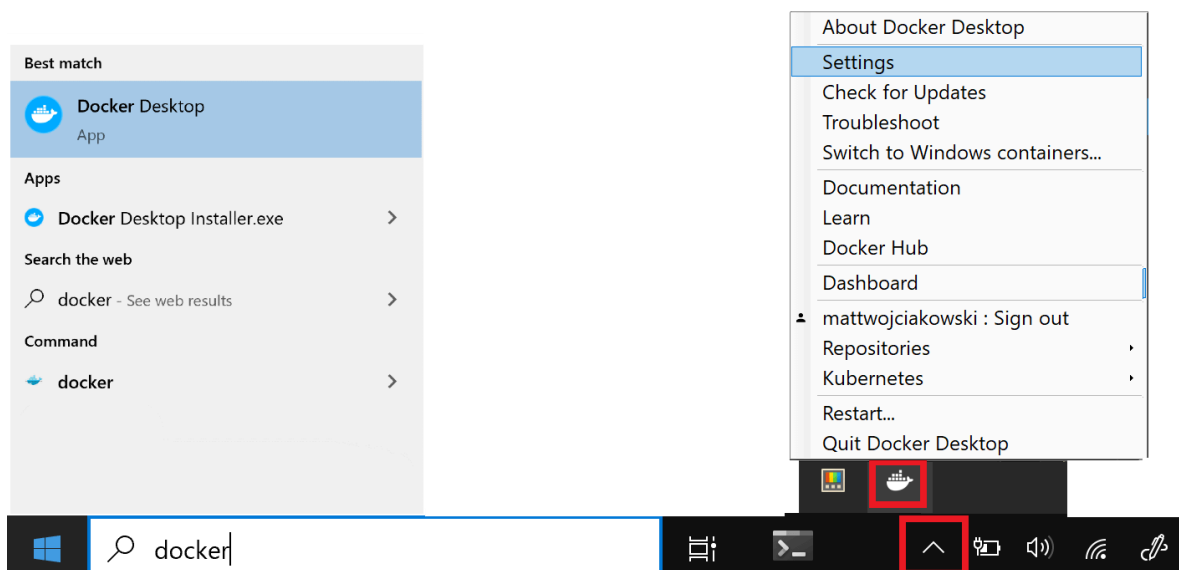 Best match
Docker Desktop
App
Apps
Docker Desktop Installer.exe
Search the web
docker - See web results
Command
docker
docker
About Docker Desktop
Settings
Check for Updates
Troubleshoot
Switch to Windows containers...
Documentation
Learn
Docker Hub
Dashboard
mattwojciakowski : Sign out
Repositories
Kubernetes
Restart...
Quit Docker Desktop